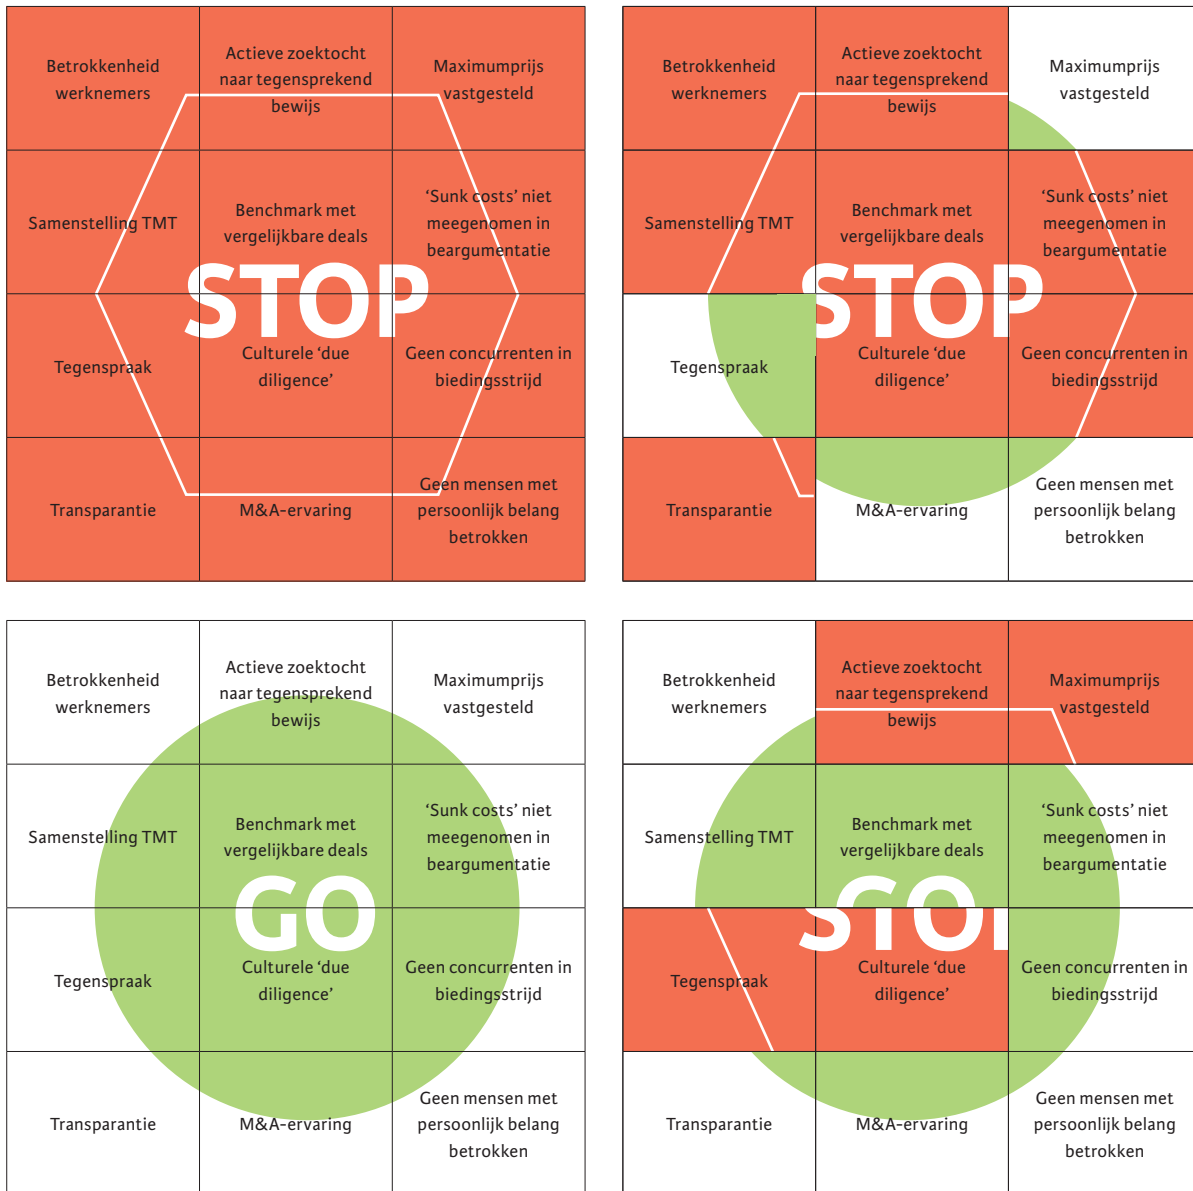 Betrokkenheid
werknemers
Actieve zoektocht
naar tegensprekend
bewijs
Maximumprijs
vastgesteld
Samenstelling TMT
Benchmark met
vergelijkbare deals
‘Sunk costs’ niet
meegenomen in
beargumentatie
STOP
Tegenspraak
Culturele ‘due
diligence’
Geen concurrenten in
biedingsstrijd
Transparantie
M&A-ervaring
Geen mensen met
persoonlijk belang
betrokken
Betrokkenheid
werknemers
Actieve zoektocht
naar tegensprekend
bewijs
Maximumprijs
vastgesteld
Samenstelling TMT
Benchmark met
vergelijkbare deals
‘Sunk costs’ niet
meegenomen in
beargumentatie
STOP
Tegenspraak
Culturele ‘due
diligence’
Geen concurrenten in
biedingsstrijd
Transparantie
M&A-ervaring
Geen mensen met
persoonlijk belang
betrokken
Betrokkenheid
werknemers
Actieve zoektocht
naar tegensprekend
bewijs
Maximumprijs
vastgesteld
Samenstelling TMT
Benchmark met
vergelijkbare deals
‘Sunk costs’ niet
meegenomen in
beargumentatie
GO
Tegenspraak
Culturele ‘due
diligence’
Geen concurrenten in
biedingsstrijd
Transparantie
M&A-ervaring
Geen mensen met
persoonlijk belang
betrokken
Betrokkenheid
werknemers
Actieve zoektocht
naar tegensprekend
bewijs
Maximumprijs
vastgesteld
Samenstelling TMT
Benchmark met
vergelijkbare deals
‘Sunk costs’ niet
meegenomen in
beargumentatie
Tegenspraak
Culturele ‘due
diligence’
Geen concurrenten in
biedingsstrijd
Transparantie
M&A-ervaring
Geen mensen met
persoonlijk belang
betrokken